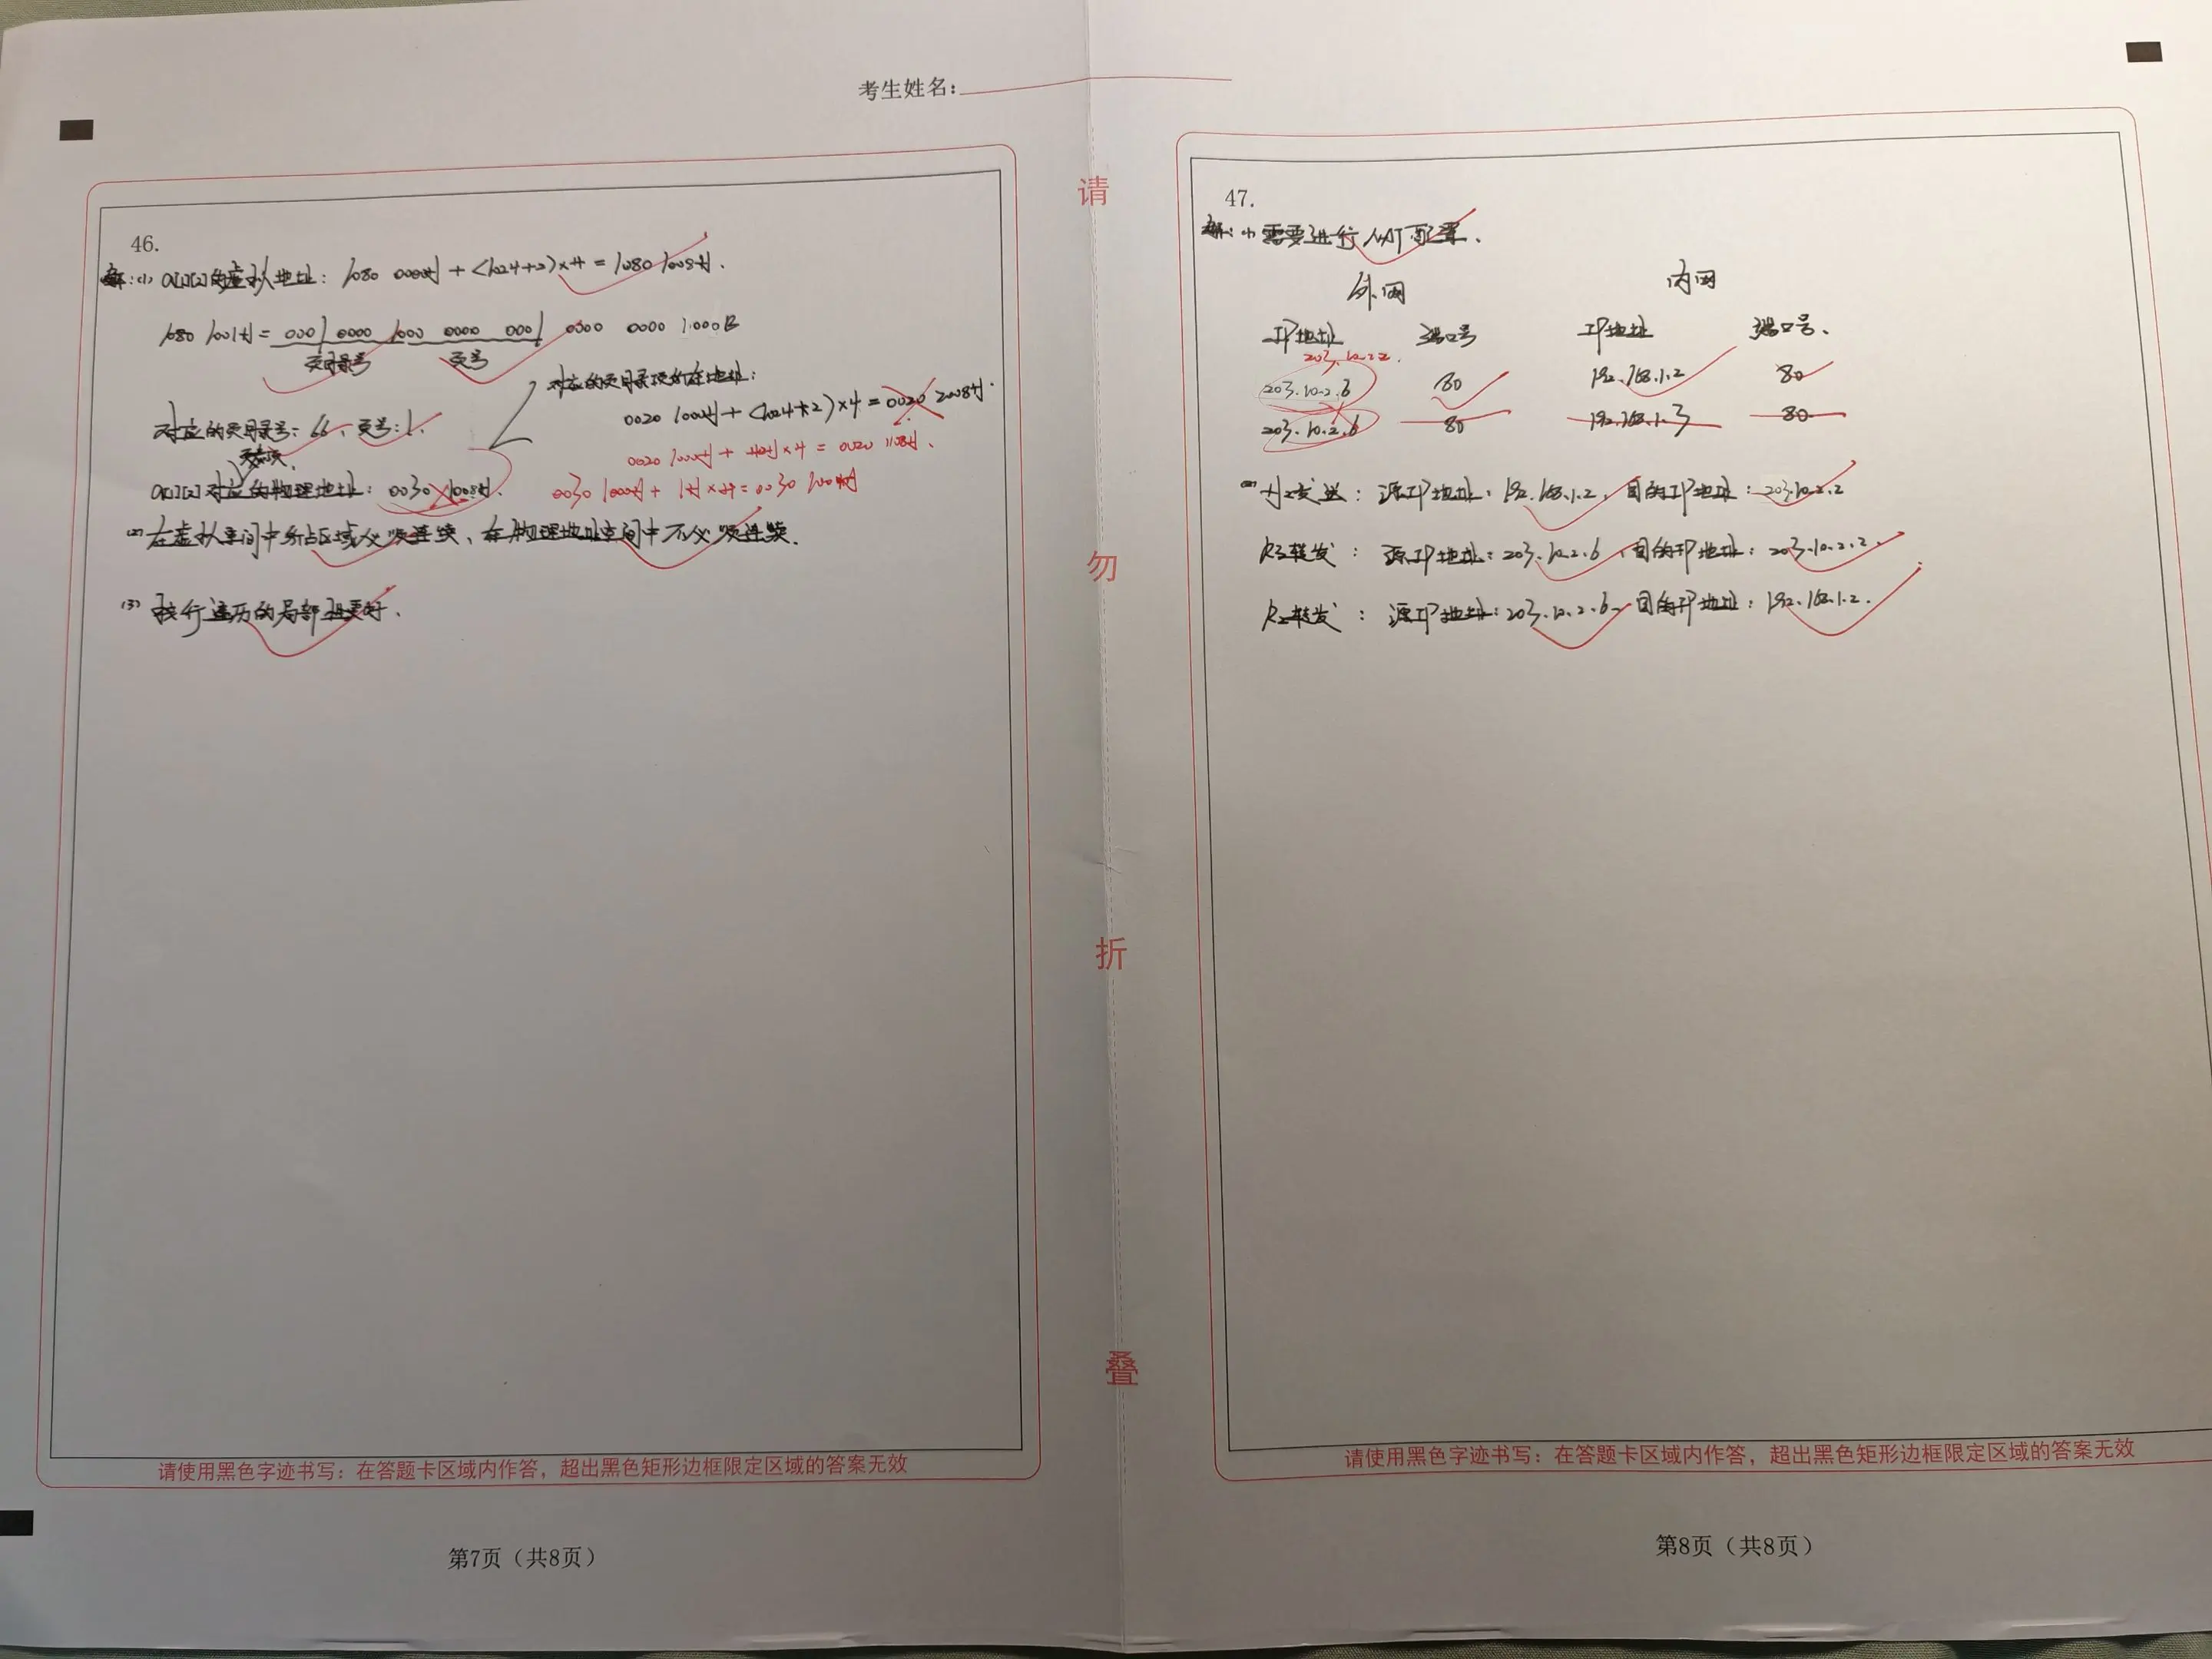 考生姓名:
46.
解:(1) a[1][2]的虚拟地址: 1080 0000H + (1024+2)×4 = 1080 1008H.
1080 1001H = 0001 0000 1000 0000 0001 0000 0000 1000B
页目录号 页号
对应的页目录号: 66, 页号: 1.
对应的页目录项的在地址:
0020 1000H + (1024+2)×4 = 0020 2008H.
0020 1000H + 42H×4 = 0020 1108H.
a[1][2]对应的物理地址: 0030 1008H.
0030 1000H + 1H×4 = 0030 1004H
(2) 在虚拟空间中所占区域必须连续, 在物理地址空间中不必须连续.
(3) 按行遍历的局部性更好.
请
勿
折
叠
请使用黑色字迹书写：在答题卡区域内作答，超出黑色矩形边框限定区域的答案无效
第7页（共8页）
47.
解:(1) 需要进行NAT配置.
外网 内网
IP地址 端口号 IP地址 端口号.
203.10.2.2.
203.10.2.6 80 192.168.1.2 80
203.10.2.6 80 192.168.1.3 80
(2) H2发送: 源IP地址: 192.168.1.2, 目的IP地址: 203.10.2.2
R3转发: 源IP地址: 203.10.2.6, 目的IP地址: 203.10.2.2.
R2转发: 源IP地址: 203.10.2.6, 目的IP地址: 192.168.1.2.
请使用黑色字迹书写：在答题卡区域内作答，超出黑色矩形边框限定区域的答案无效
第8页（共8页）